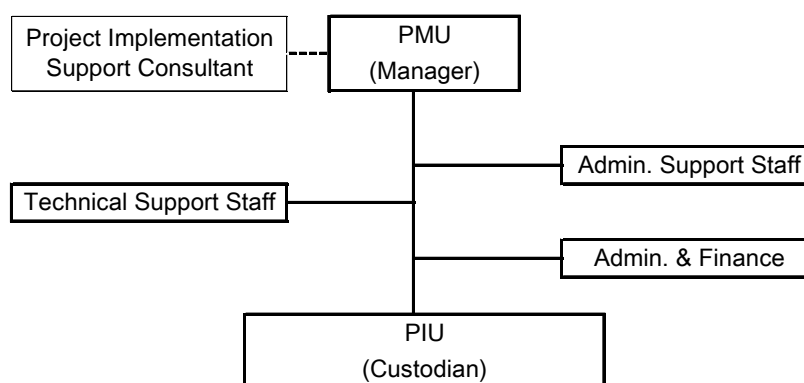 Project Implementation
Support Consultant
PMU
(Manager)
Admin. Support Staff
Technical Support Staff
Admin. & Finance
PIU
(Custodian)